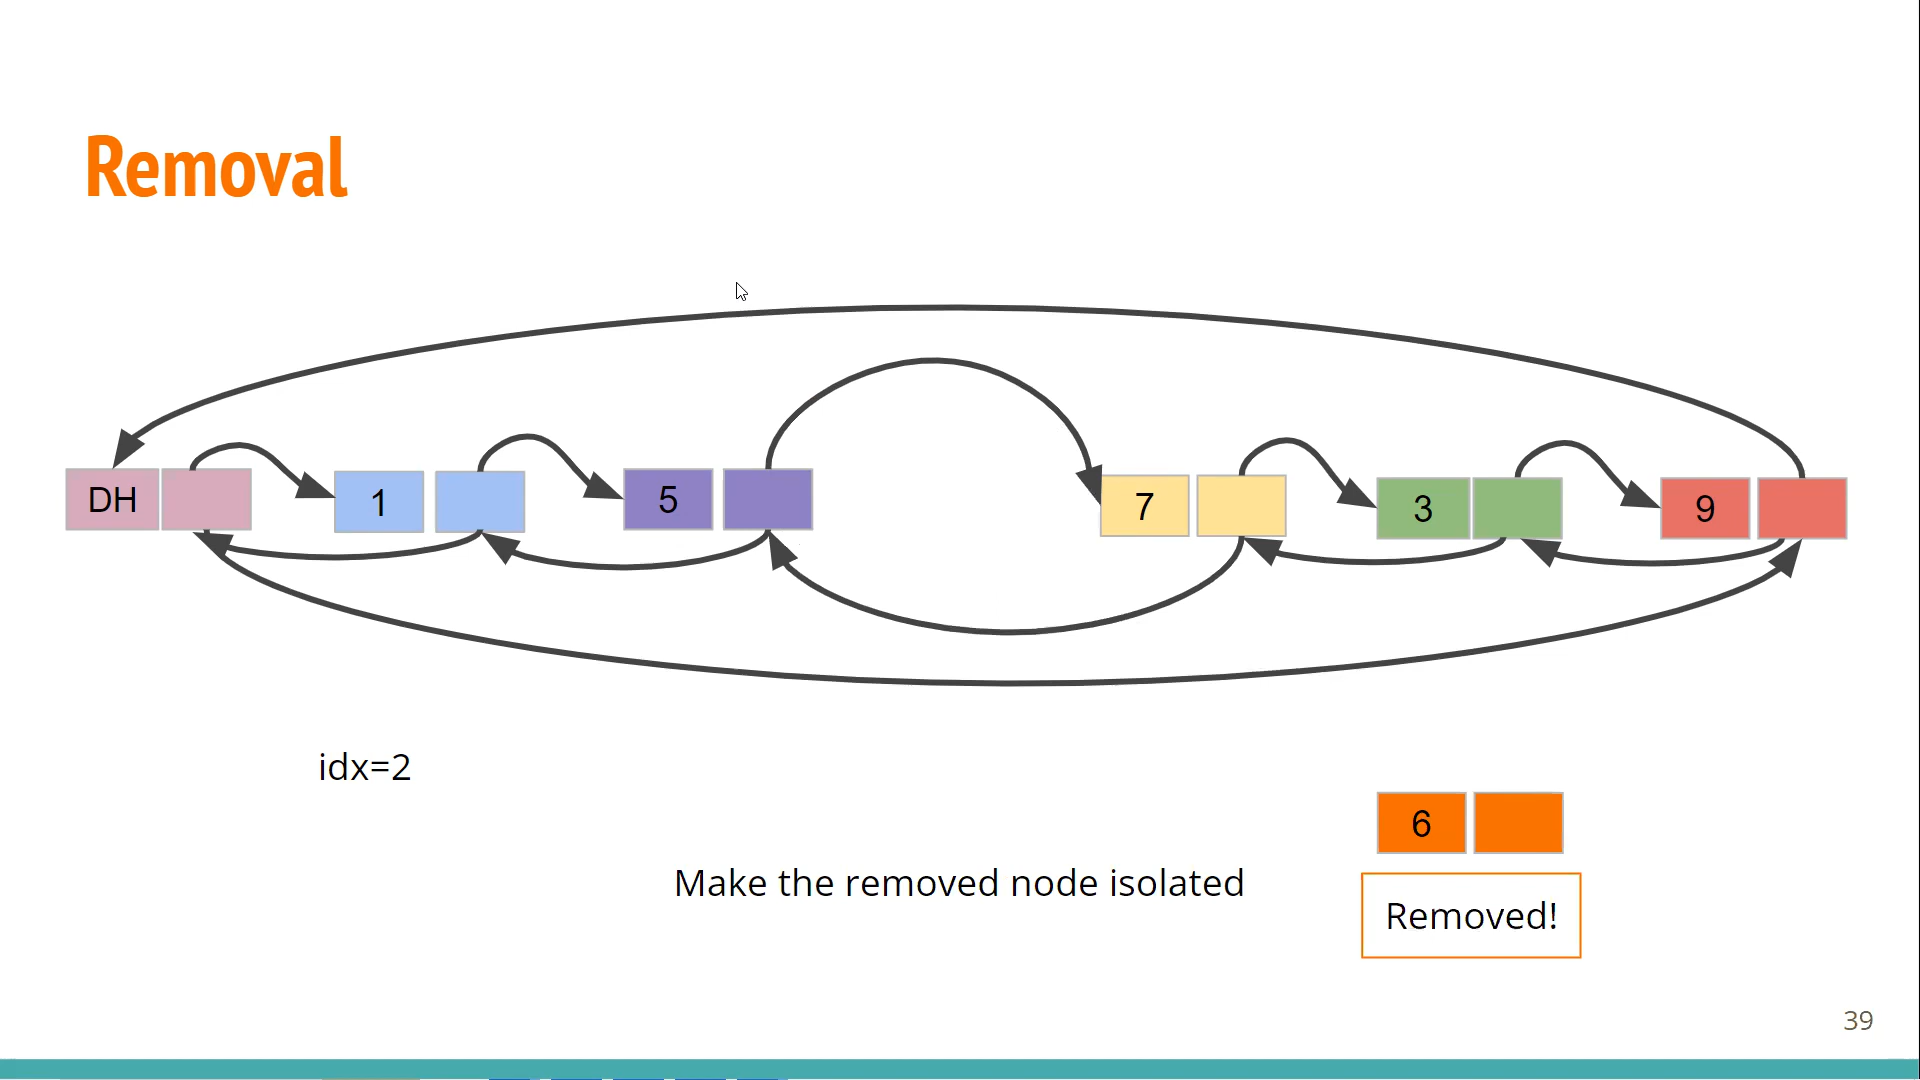 Removal
DH 1 5 7 3 9
idx=2
6
Make the removed node isolated
Removed!
39